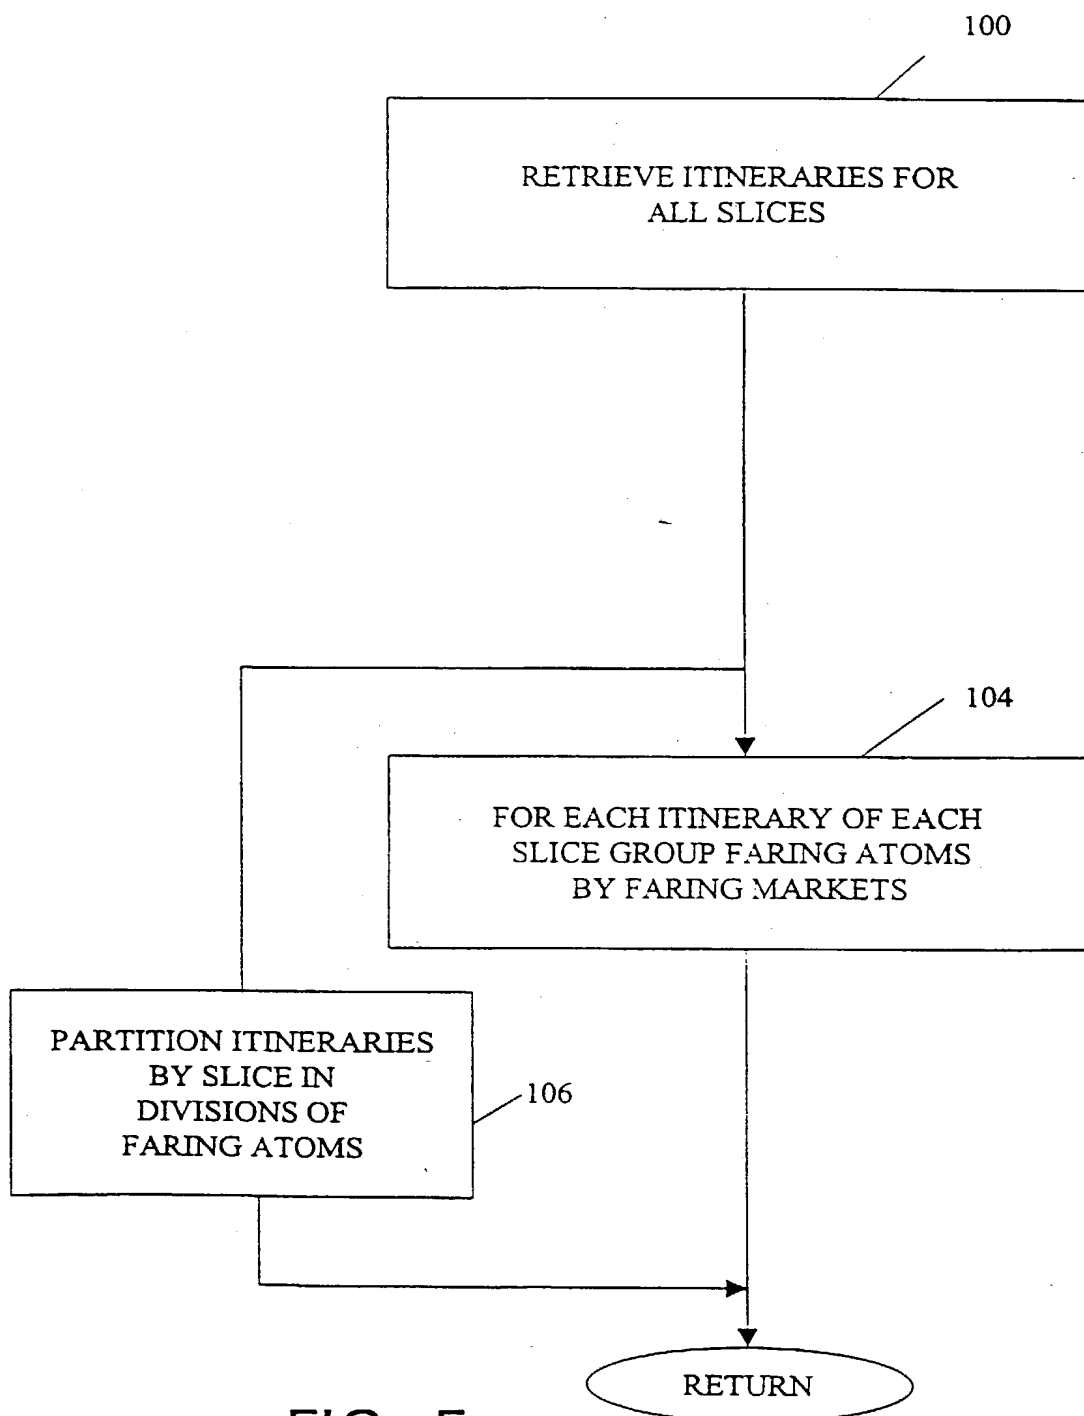 100
RETRIEVE ITINERARIES FOR
ALL SLICES
104
FOR EACH ITINERARY OF EACH
SLICE GROUP FARING ATOMS
BY FARING MARKETS
PARTITION ITINERARIES
BY SLICE IN
DIVISIONS OF
FARING ATOMS
106
RETURN